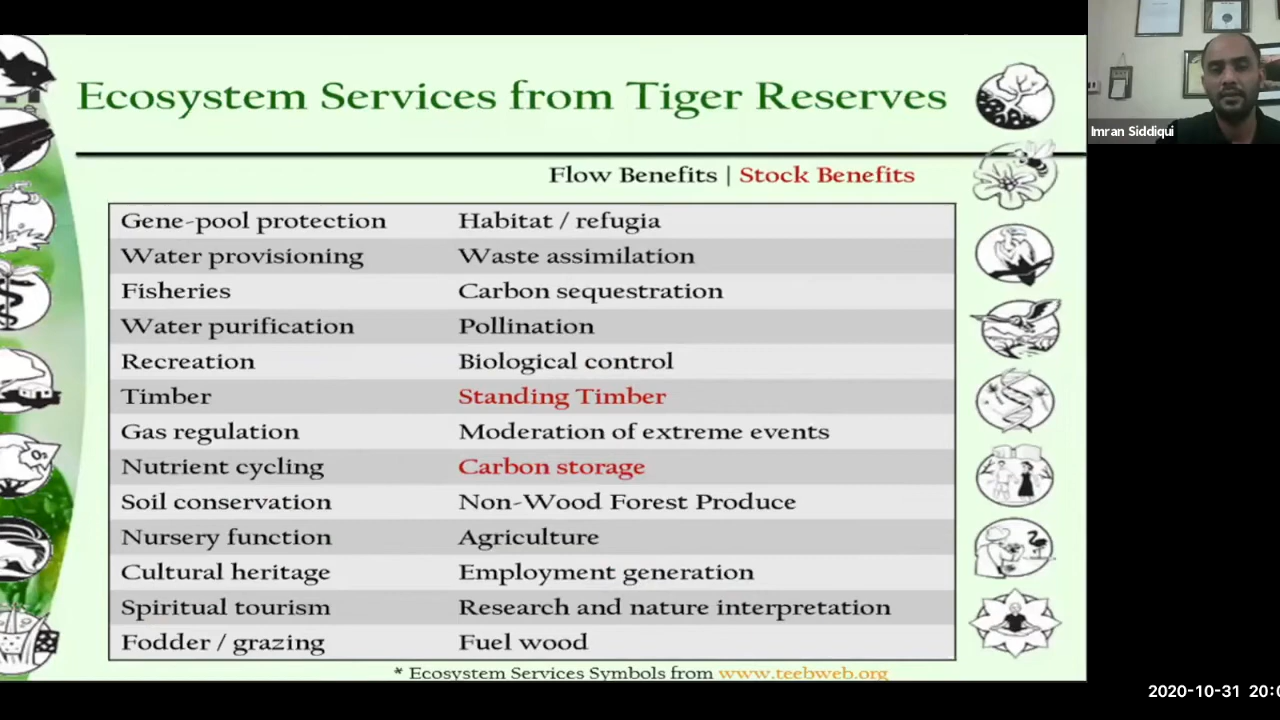 Ecosystem Services from Tiger Reserves
Imran Siddiqui
Flow Benefits | Stock Benefits
Gene-pool protection Habitat / refugia
Water provisioning Waste assimilation
Fisheries Carbon sequestration
Water purification Pollination
Recreation Biological control
Timber Standing Timber
Gas regulation Moderation of extreme events
Nutrient cycling Carbon storage
Soil conservation Non-Wood Forest Produce
Nursery function Agriculture
Cultural heritage Employment generation
Spiritual tourism Research and nature interpretation
Fodder / grazing Fuel wood
* Ecosystem Services Symbols from www.teebweb.org
2020-10-31